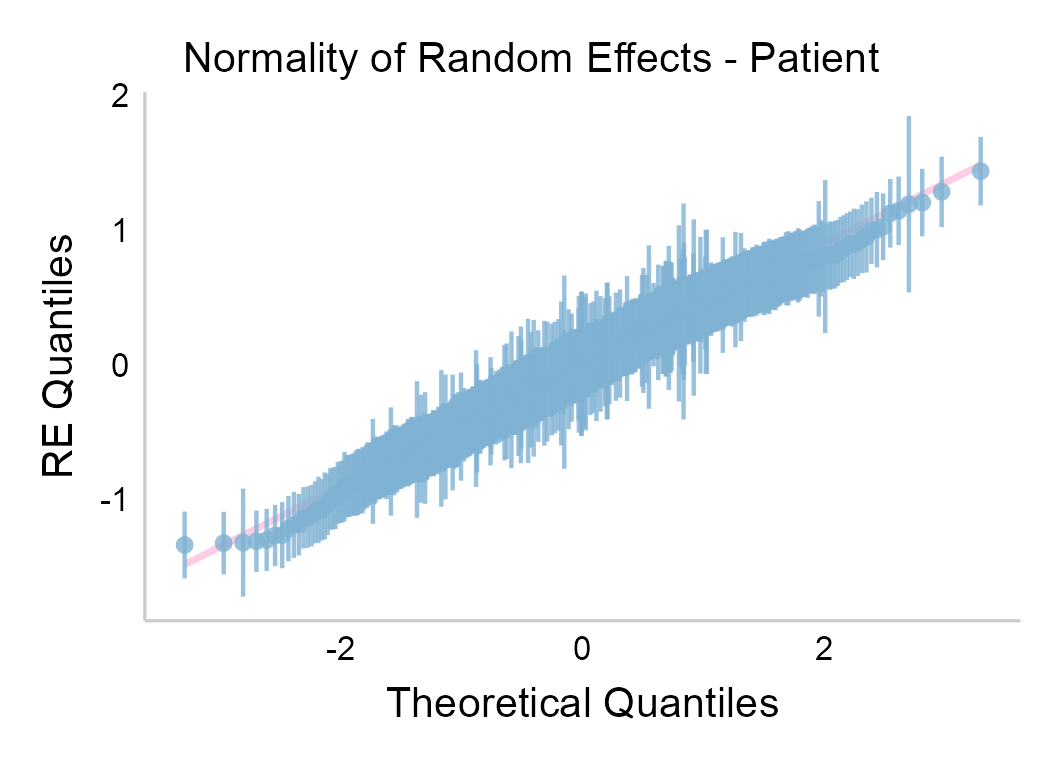 Normality of Random Effects - Patient
2
1
0
-1
RE Quantiles
-2
0
2
Theoretical Quantiles